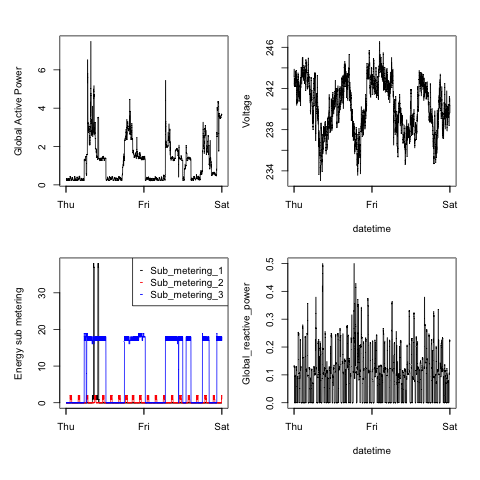 Global Active Power
6
4
2
0
Thu Fri Sat
Voltage
246
242
238
234
Thu Fri Sat
datetime
Energy sub metering
30
20
10
0
Sub_metering_1
Sub_metering_2
Sub_metering_3
Thu Fri Sat
Global_reactive_power
0.5
0.4
0.3
0.2
0.1
0.0
Thu Fri Sat
datetime